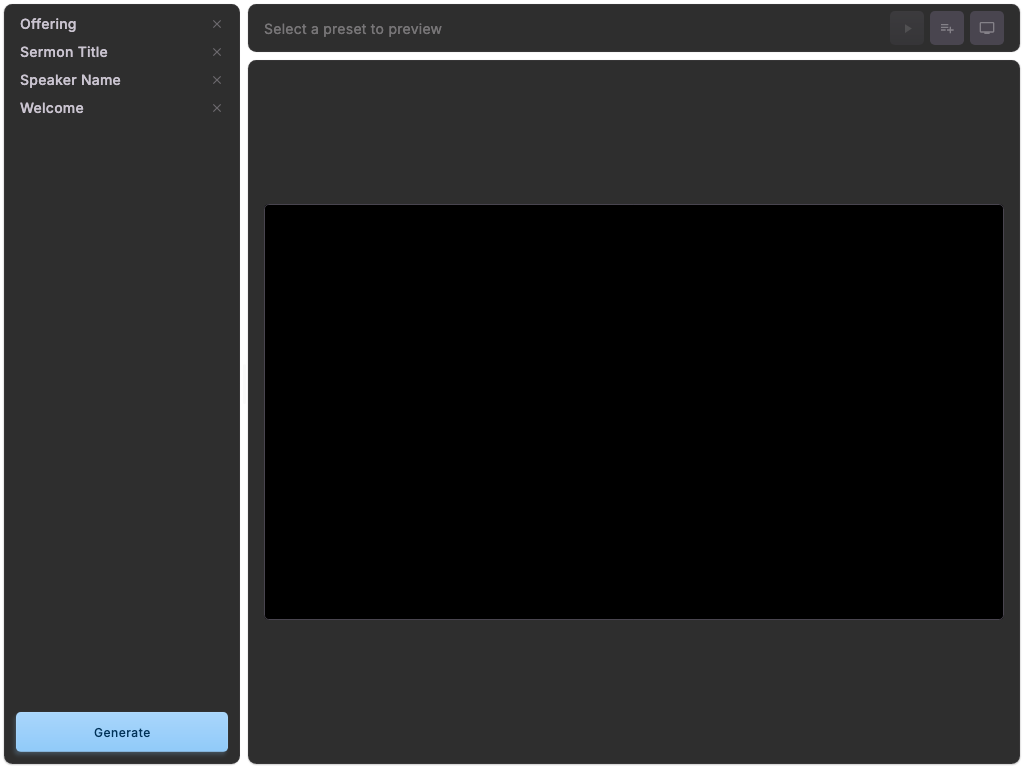 Offering
Sermon Title
Speaker Name
Welcome
Generate
Select a preset to preview